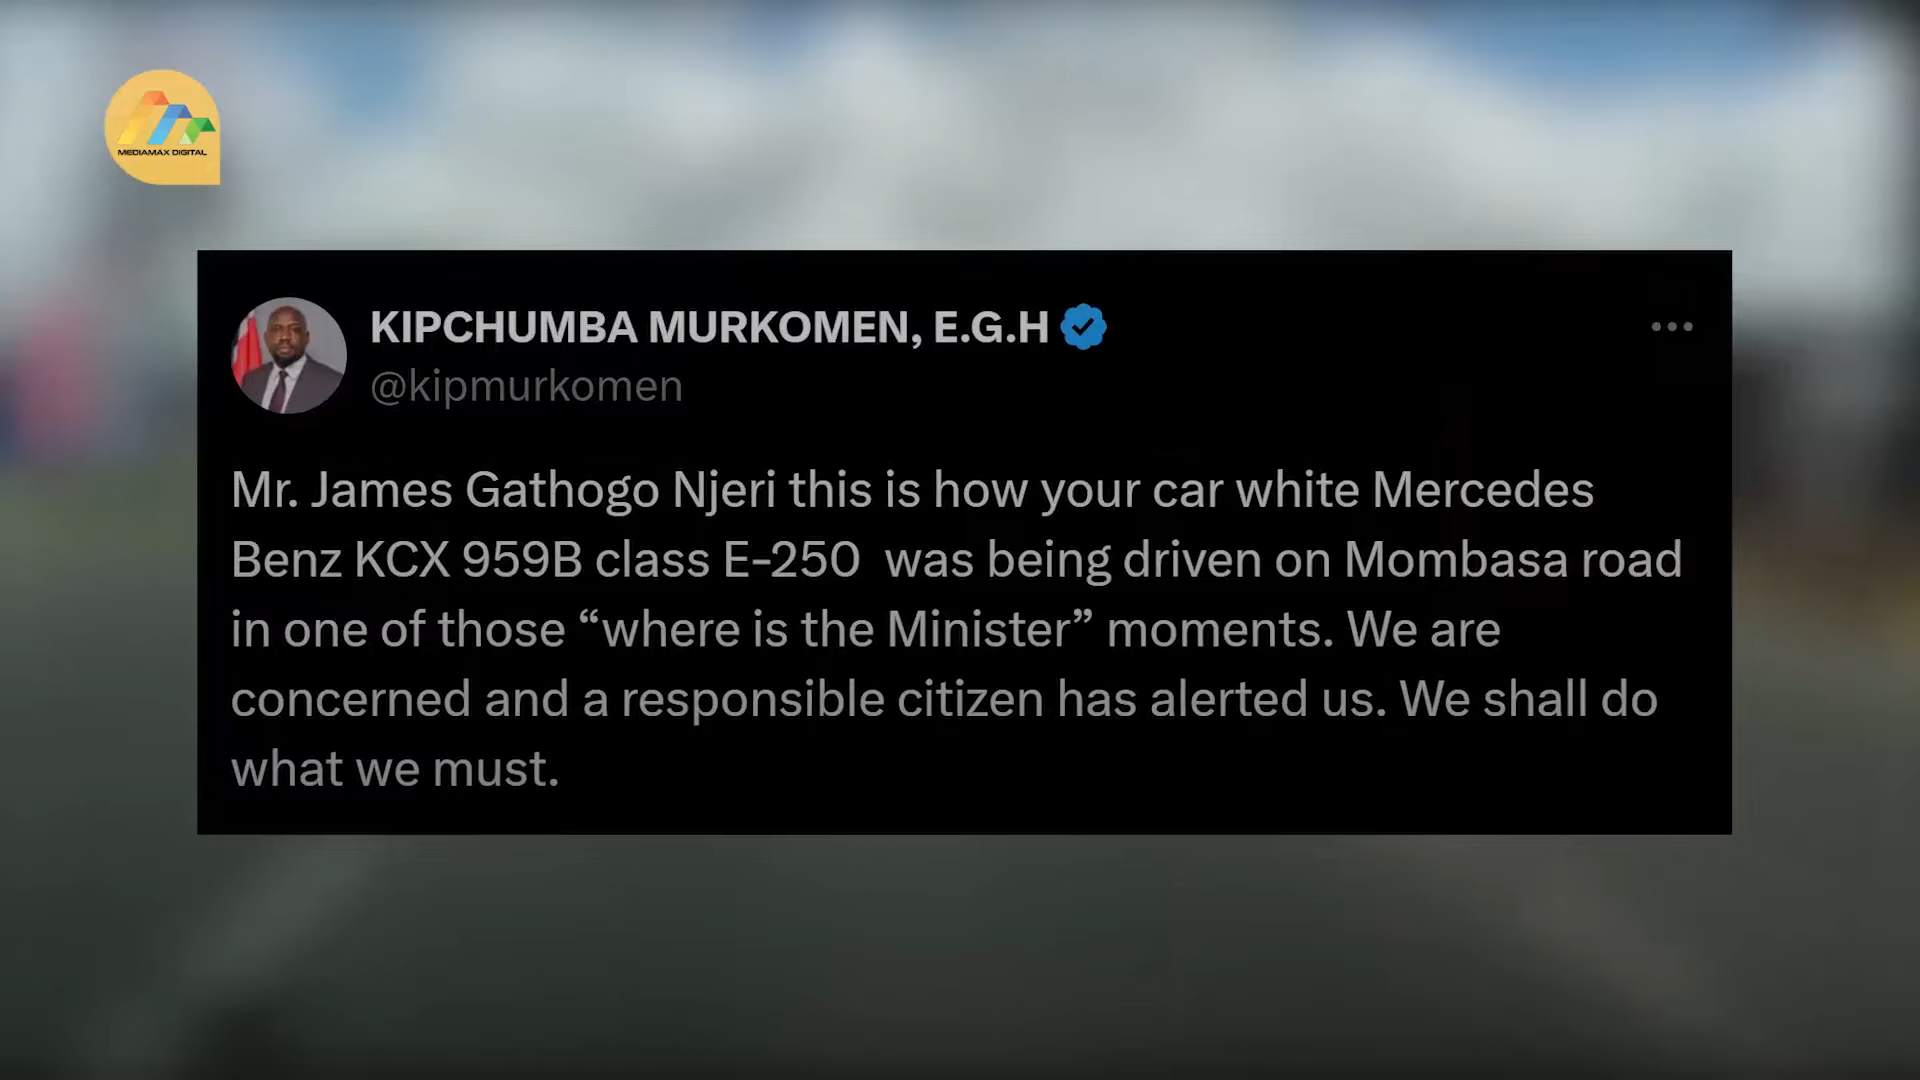 MEDIAMAX DIGITAL
KIPCHUMBA MURKOMEN, E.G.H
@kipmurkomen
Mr. James Gathogo Njeri this is how your car white Mercedes
Benz KCX 959B class E-250 was being driven on Mombasa road
in one of those “where is the Minister” moments. We are
concerned and a responsible citizen has alerted us. We shall do
what we must.